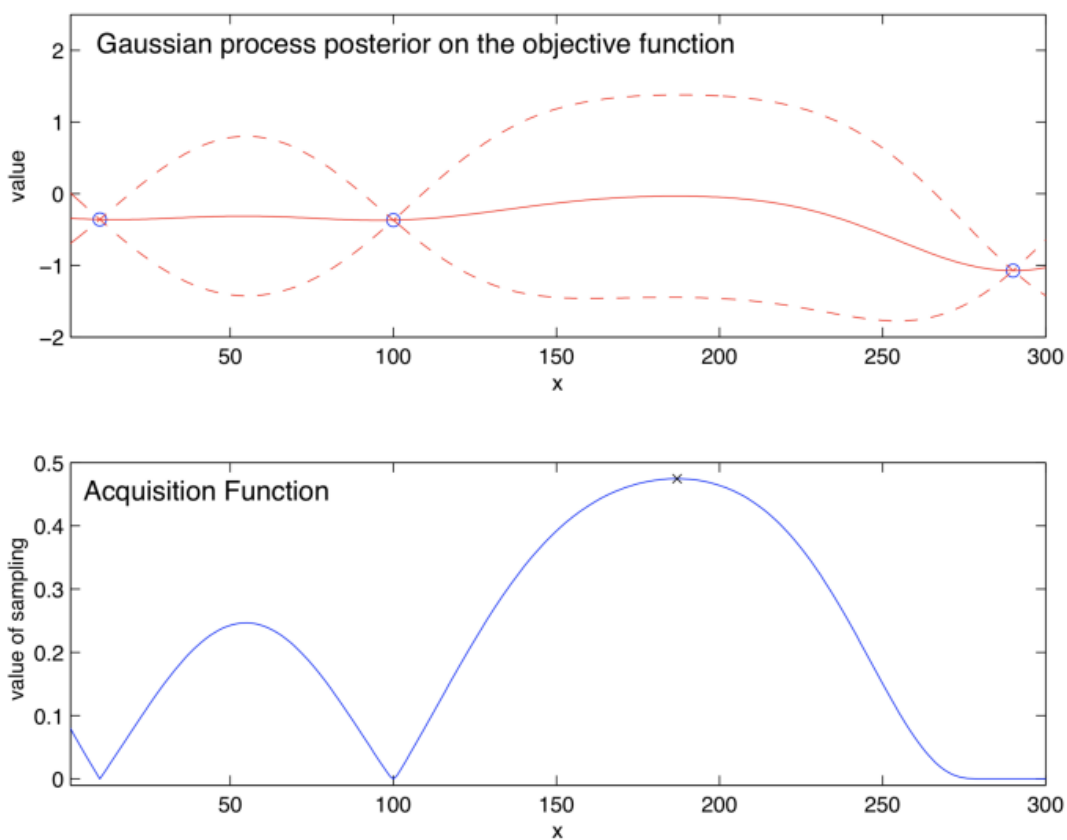 Gaussian process posterior on the objective function
2
1
0
−1
−2
value
50 100 150 200 250 300
x
Acquisition Function
0.5
0.4
0.3
0.2
0.1
0
value of sampling
50 100 150 200 250 300
x